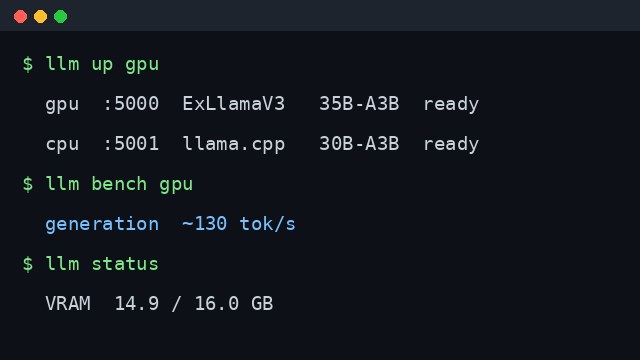 $ llm up gpu
gpu  :5000  ExLlamaV3   35B-A3B  ready
cpu  :5001  llama.cpp   30B-A3B  ready
$ llm bench gpu
generation  ~130 tok/s
$ llm status
VRAM  14.9 / 16.0 GB